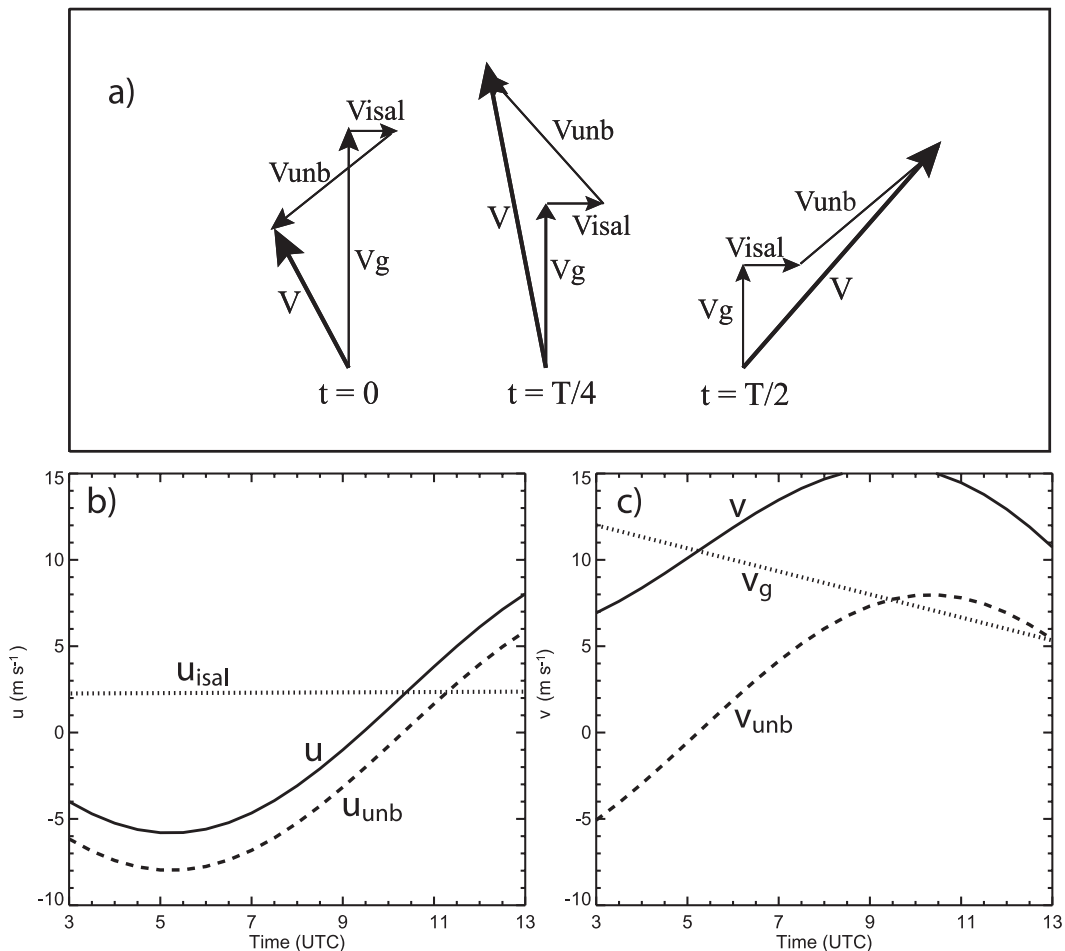 a)
Visal
Vunb
Vg
V
t = 0
Vunb
V
Visal
Vg
t = T/4
Vunb
Visal
Vg
V
t = T/2
b)
15
10
5
0
-5
-10
u (m s-1)
uisal
u
uunb
3 5 7 9 11 13
Time (UTC)
c)
15
10
5
0
-5
-10
v (m s-1)
v
vg
vunb
3 5 7 9 11 13
Time (UTC)